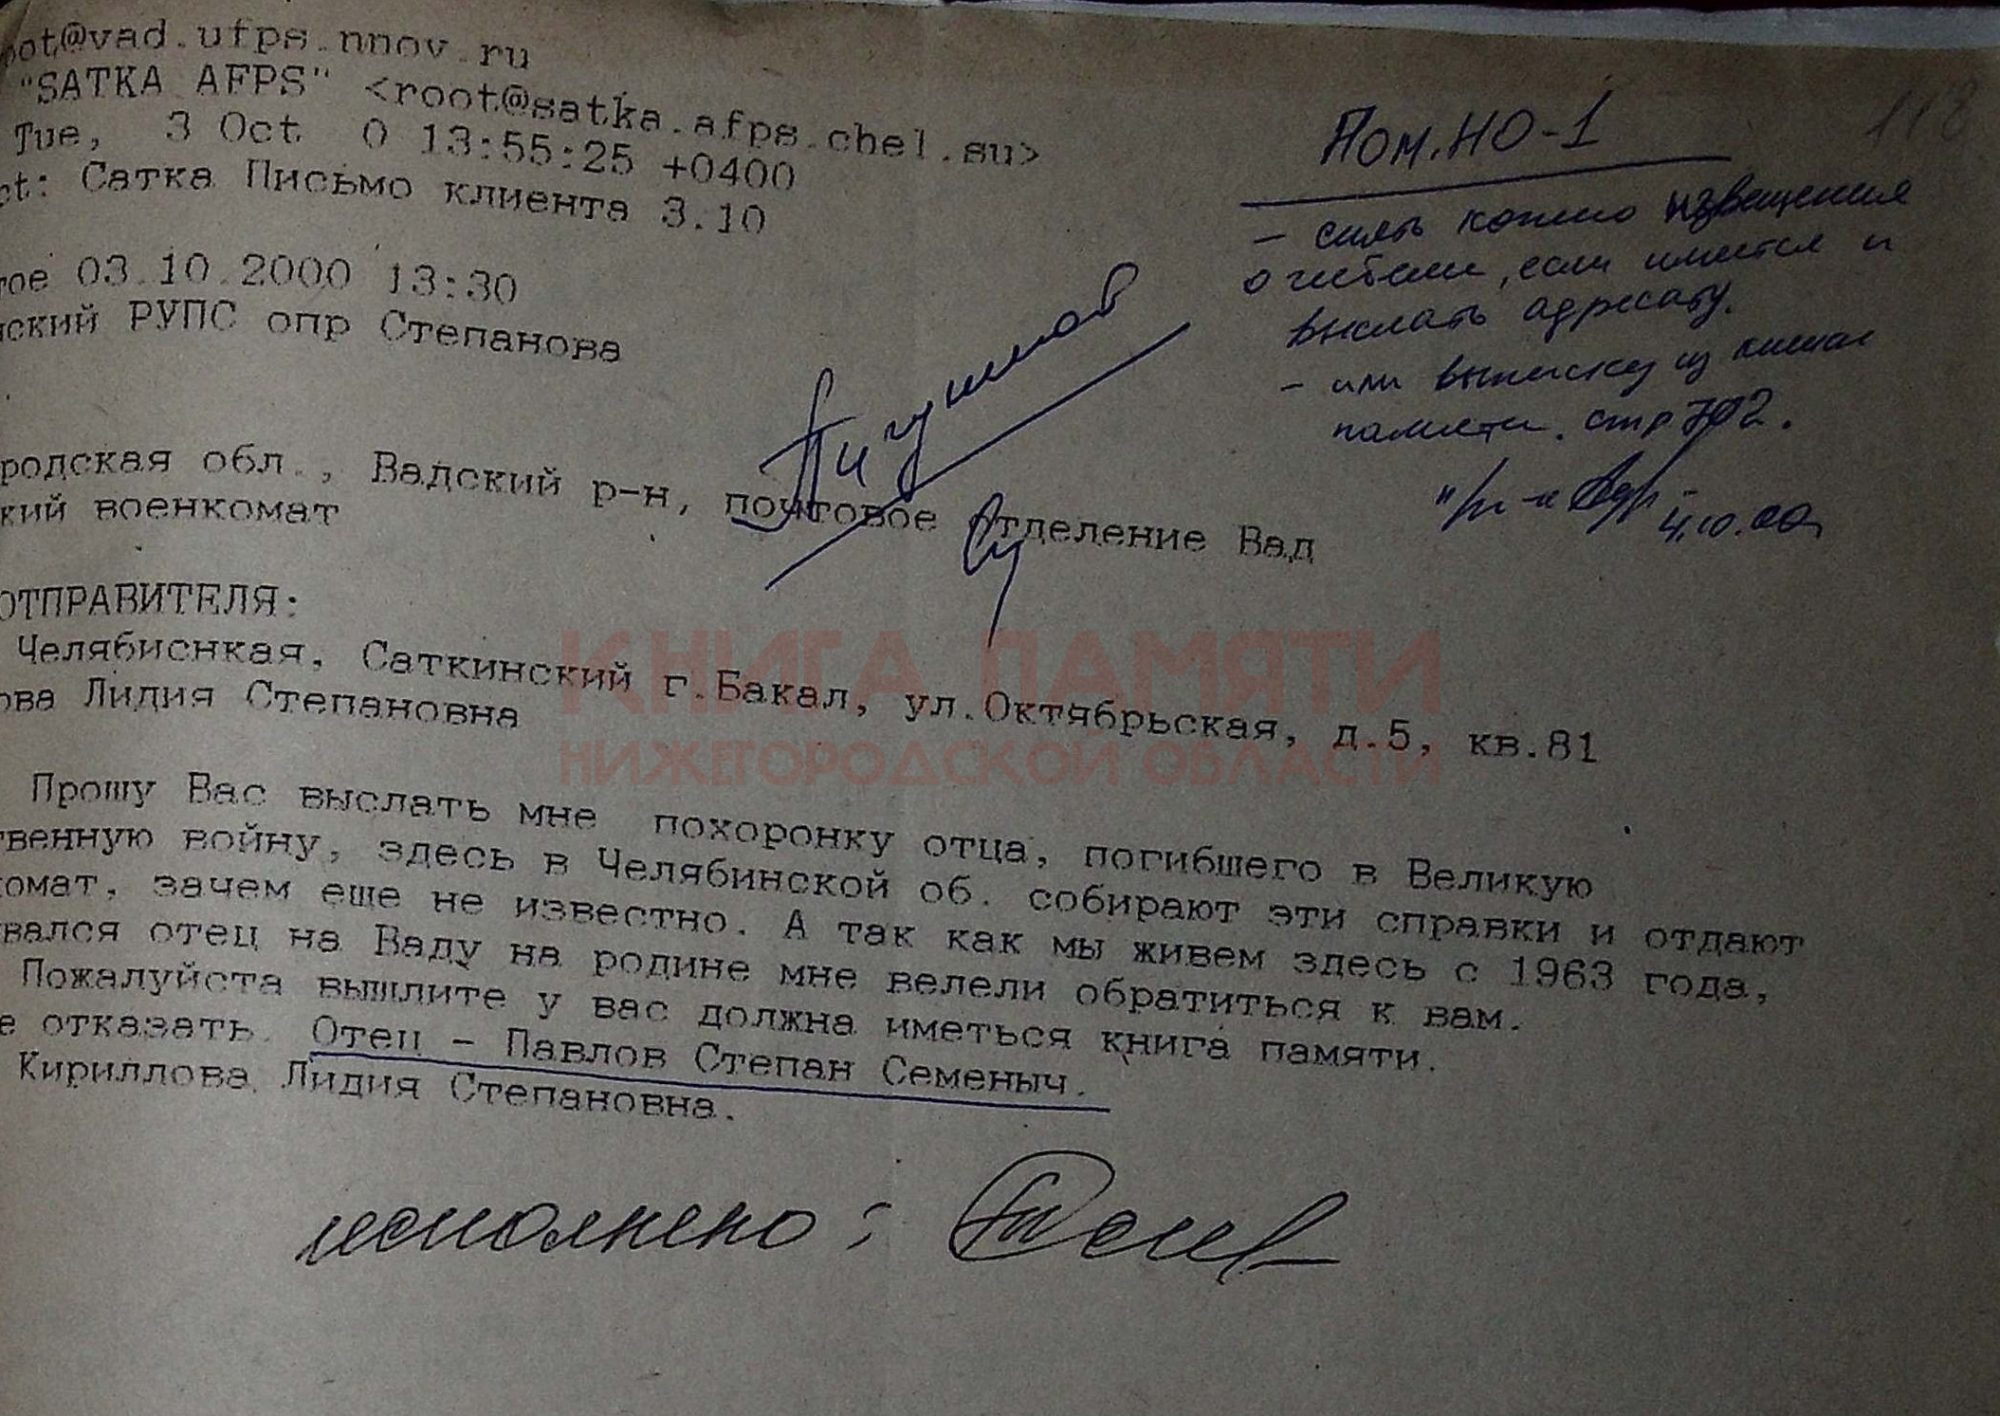 oot@vad.ufps.nnov.ru
"SATKA AFPS" <root@satka.afps.chel.su>
Tue, 3 Oct 0 13:55:25 +0400
ct: Сатка Письмо клиента 3.10
118
Пом.НО-1
- снять копию извещения
о гибели, если имеется и
выслать адресату.
- или выписку из книги
памяти. стр 702.
4.10.00
тое 03.10.2000 13:30
нский РУПС опр Степанова
родская обл., Вадский р-н, почтовое отделение Вад
кий военкомат
ОТПРАВИТЕЛЯ:
Челябиснкая, Саткинский г.Бакал, ул.Октябрьская, д.5, кв.81
ова Лидия Степановна
КНИГА ПАМЯТИ
НИЖЕГОРОДСКОЙ ОБЛАСТИ
Прошу Вас выслать мне похоронку отца, погибшего в Великую
твенную войну, здесь в Челябинской об. собирают эти справки и отдают
комат, зачем еще не известно. А так как мы живем здесь с 1963 года,
вался отец на Ваду на родине мне велели обратиться к вам.
Пожалуйста вышлите у вас должна иметься книга памяти.
е отказать. Отец - Павлов Степан Семеныч.
Кириллова Лидия Степановна.
исполнено: